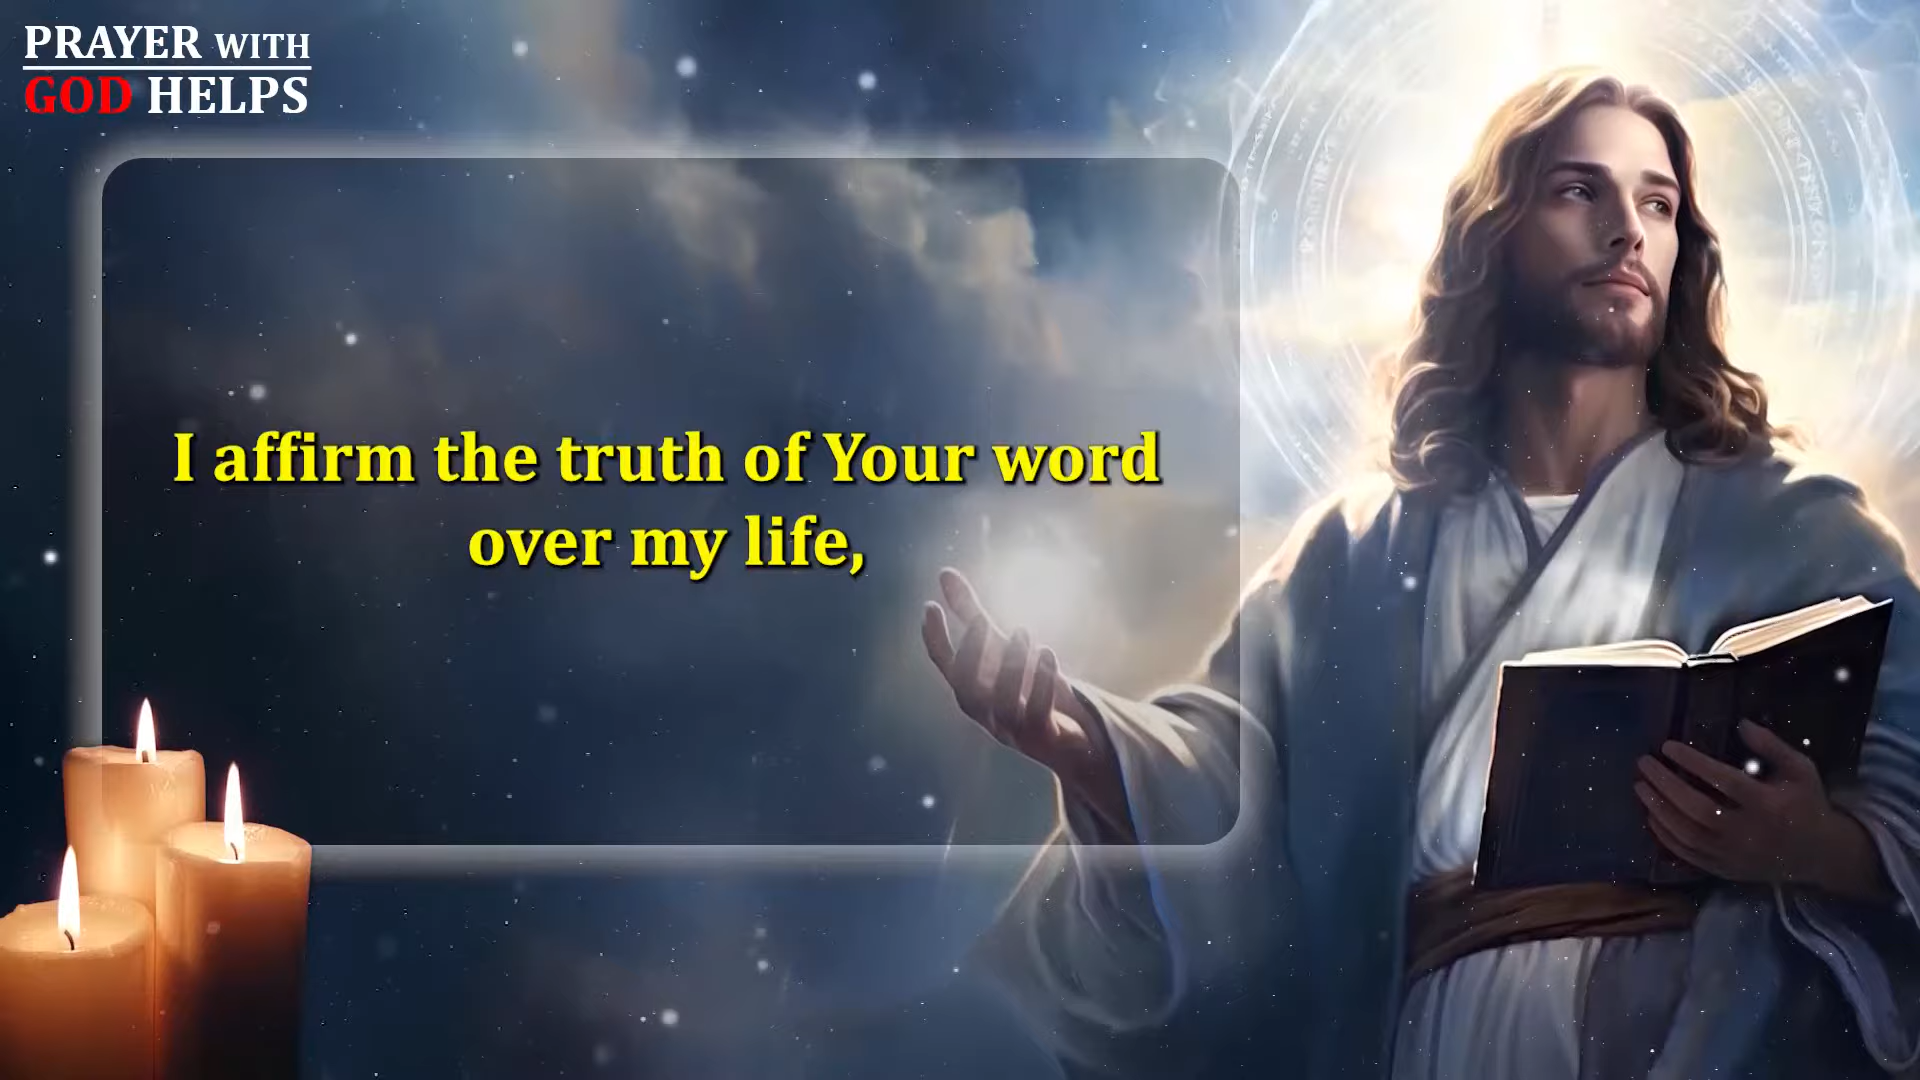 PRAYER WITH
GOD HELPS
I affirm the truth of Your word
over my life,